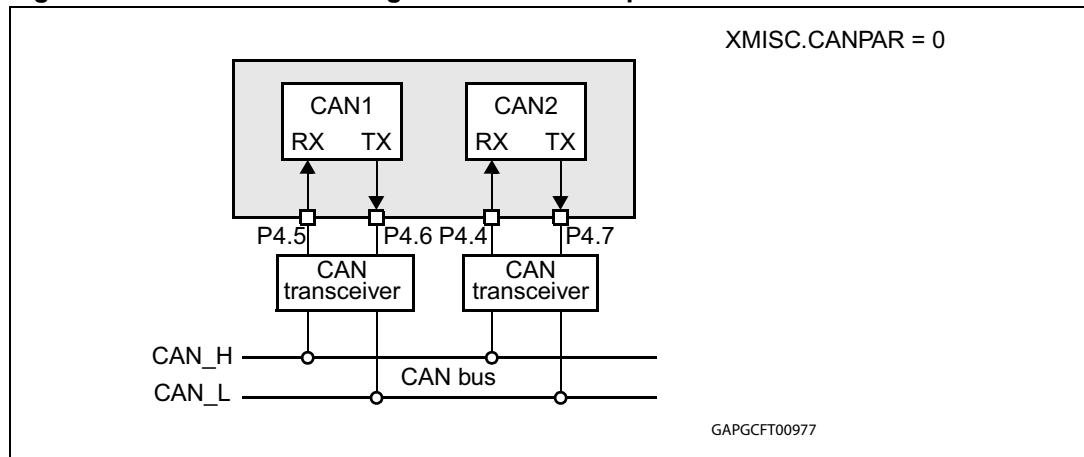 XMISC.CANPAR = 0
CAN1 CAN2
RX TX RX TX
P4.5 P4.6 P4.4 P4.7
CAN CAN
transceiver transceiver
CAN_H
CAN bus
CAN_L
GAPGCFT00977